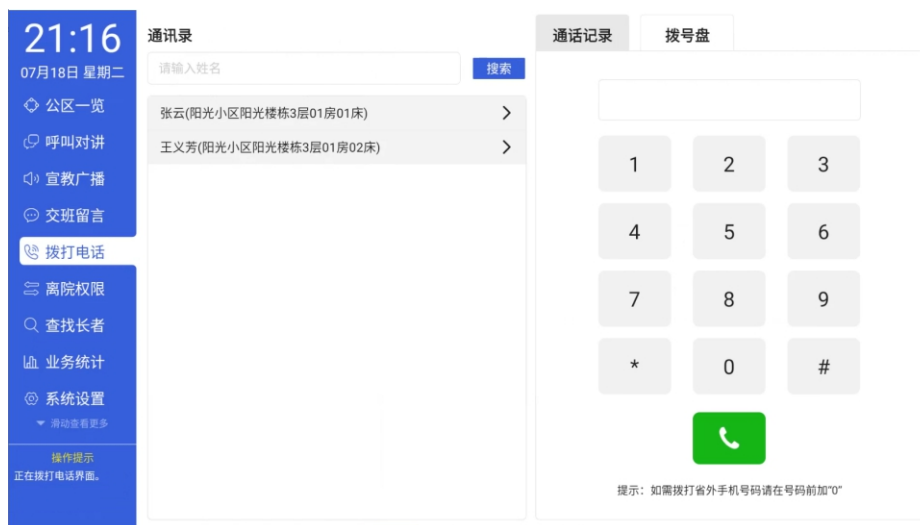 21:16
07月18日 星期二
公区一览
呼叫对讲
宣教广播
交班留言
拨打电话
离院权限
查找长者
业务统计
系统设置
滑动查看更多
操作提示
正在拨打电话界面。
通讯录
请输入姓名 搜索
张云(阳光小区阳光楼栋3层01房01床)
王义芳(阳光小区阳光楼栋3层01房02床)
通话记录 拨号盘
1 2 3
4 5 6
7 8 9
* 0 #
提示：如需拨打省外手机号码请在号码前加"0"